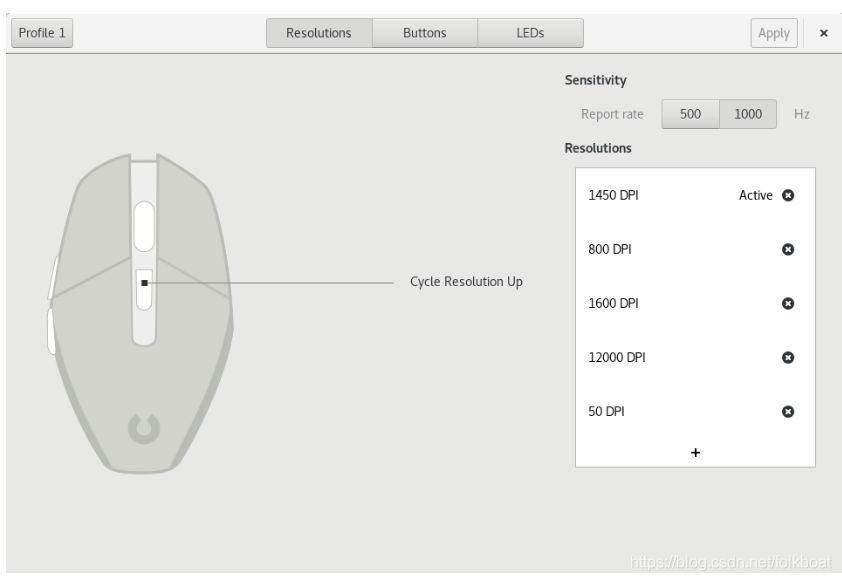 Profile 1
Resolutions
Buttons
LEDs
Apply
×
Sensitivity
Report rate 500 1000 Hz
Resolutions
1450 DPI Active
800 DPI
1600 DPI
12000 DPI
50 DPI
+
Cycle Resolution Up
https://blog.csdn.net/folkboat